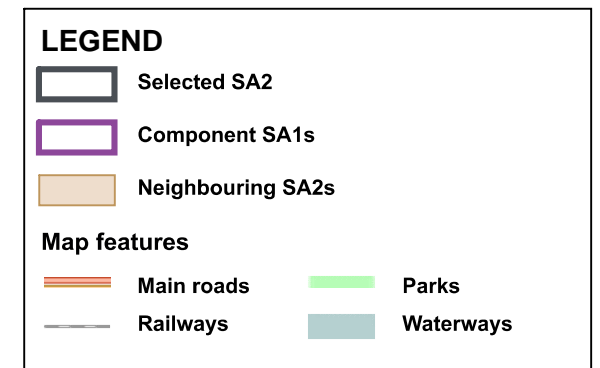 LEGEND
Selected SA2
Component SA1s
Neighbouring SA2s
Map features
Main roads
Parks
Railways
Waterways